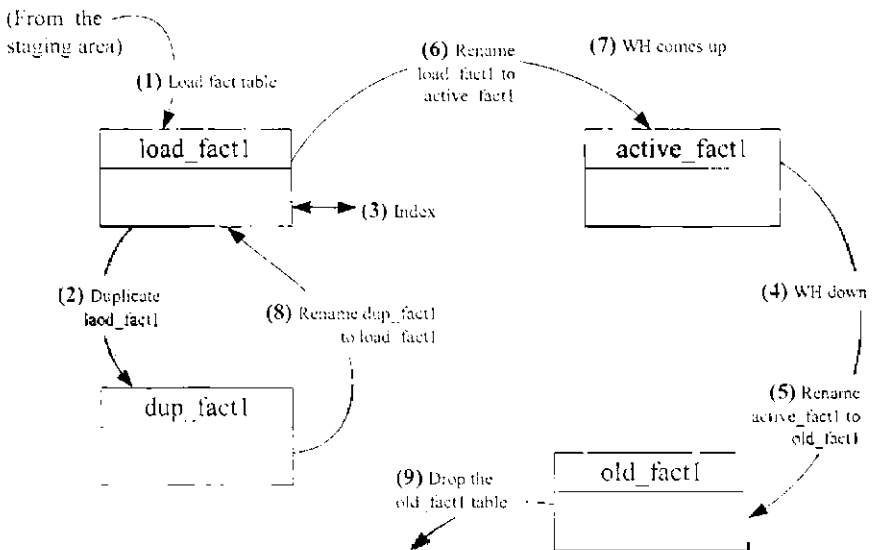 (From the
staging area)
(1) Load fact table
(6) Rename
load_fact1 to
active_fact1
(7) WH comes up
load_fact1
active_fact1
(3) Index
(2) Duplicate
laod_fact1
(8) Rename dup_fact1
to load_fact1
(4) WH down
dup_fact1
(5) Rename
active_fact1 to
old_fact1
(9) Drop the
old_fact1 table
old_fact1